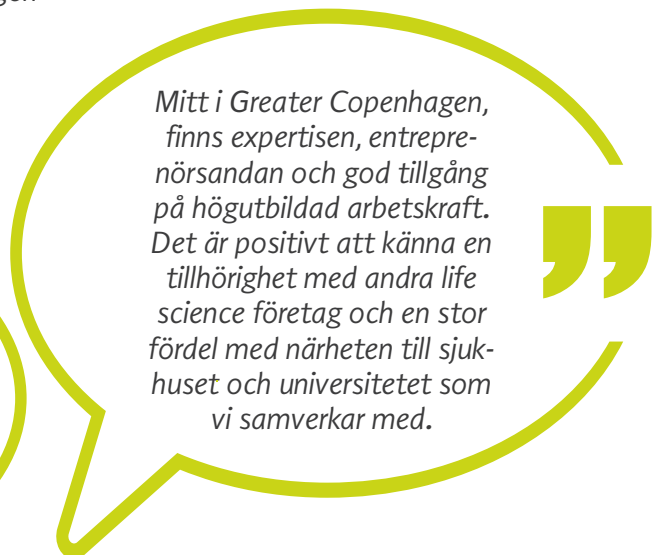 Mitt i Greater Copenhagen,
finns expertisen, entrepre-
nörsandan och god tillgång
på högutbildad arbetskraft.
Det är positivt att känna en
tillhörighet med andra life
science företag och en stor
fördel med närheten till sjuk-
huset och universitetet som
vi samverkar med.
”